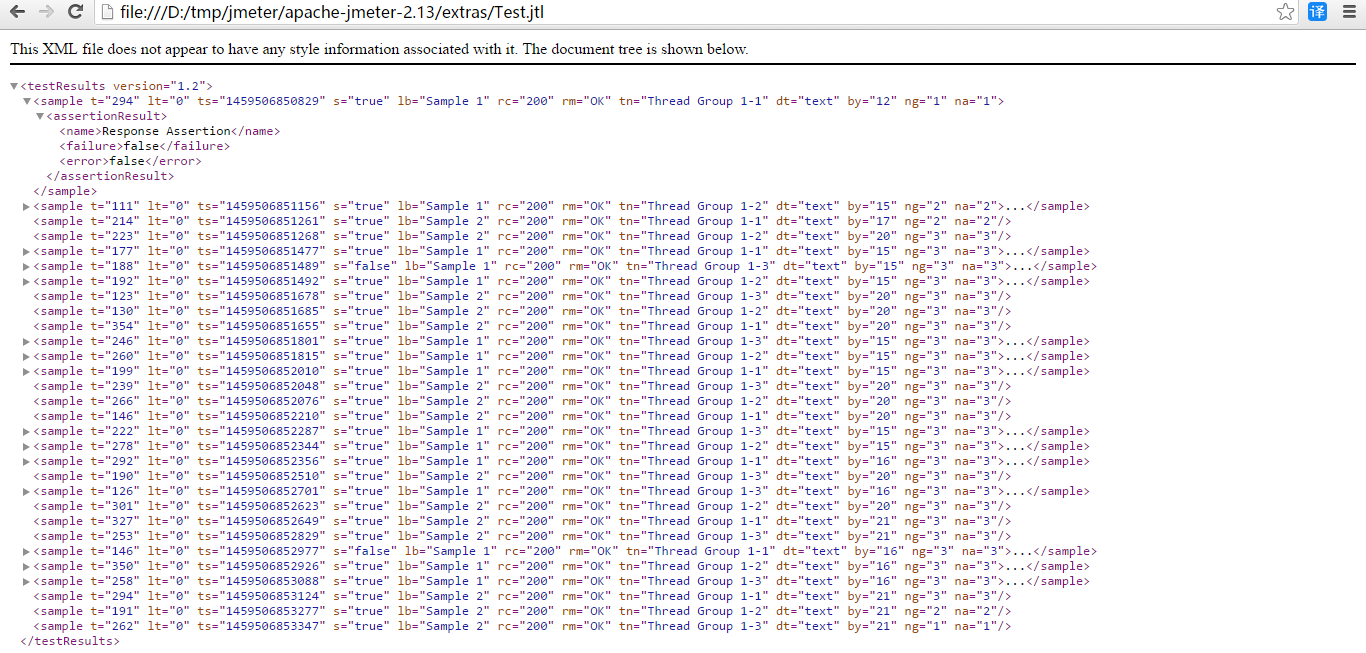 file:///D:/tmp/jmeter/apache-jmeter-2.13/extras/Test.jtl
译
This XML file does not appear to have any style information associated with it. The document tree is shown below.
▼<testResults version="1.2">
▼<sample t="294" lt="0" ts="1459506850829" s="true" lb="Sample 1" rc="200" rm="OK" tn="Thread Group 1-1" dt="text" by="12" ng="1" na="1">
▼<assertionResult>
<name>Response Assertion</name>
<failure>false</failure>
<error>false</error>
</assertionResult>
</sample>
▶<sample t="111" lt="0" ts="1459506851156" s="true" lb="Sample 1" rc="200" rm="OK" tn="Thread Group 1-2" dt="text" by="15" ng="2" na="2">...</sample>
<sample t="214" lt="0" ts="1459506851261" s="true" lb="Sample 2" rc="200" rm="OK" tn="Thread Group 1-1" dt="text" by="17" ng="2" na="2"/>
<sample t="223" lt="0" ts="1459506851268" s="true" lb="Sample 2" rc="200" rm="OK" tn="Thread Group 1-2" dt="text" by="20" ng="3" na="3"/>
▶<sample t="177" lt="0" ts="1459506851477" s="true" lb="Sample 1" rc="200" rm="OK" tn="Thread Group 1-1" dt="text" by="15" ng="3" na="3">...</sample>
▶<sample t="188" lt="0" ts="1459506851489" s="false" lb="Sample 1" rc="200" rm="OK" tn="Thread Group 1-3" dt="text" by="15" ng="3" na="3">...</sample>
▶<sample t="192" lt="0" ts="1459506851492" s="true" lb="Sample 1" rc="200" rm="OK" tn="Thread Group 1-2" dt="text" by="15" ng="3" na="3">...</sample>
<sample t="123" lt="0" ts="1459506851678" s="true" lb="Sample 2" rc="200" rm="OK" tn="Thread Group 1-3" dt="text" by="20" ng="3" na="3"/>
<sample t="130" lt="0" ts="1459506851685" s="true" lb="Sample 2" rc="200" rm="OK" tn="Thread Group 1-2" dt="text" by="20" ng="3" na="3"/>
<sample t="354" lt="0" ts="1459506851655" s="true" lb="Sample 2" rc="200" rm="OK" tn="Thread Group 1-1" dt="text" by="20" ng="3" na="3"/>
▶<sample t="246" lt="0" ts="1459506851801" s="true" lb="Sample 1" rc="200" rm="OK" tn="Thread Group 1-3" dt="text" by="15" ng="3" na="3">...</sample>
▶<sample t="260" lt="0" ts="1459506851815" s="true" lb="Sample 1" rc="200" rm="OK" tn="Thread Group 1-2" dt="text" by="15" ng="3" na="3">...</sample>
▶<sample t="199" lt="0" ts="1459506852010" s="true" lb="Sample 1" rc="200" rm="OK" tn="Thread Group 1-1" dt="text" by="15" ng="3" na="3">...</sample>
<sample t="239" lt="0" ts="1459506852048" s="true" lb="Sample 2" rc="200" rm="OK" tn="Thread Group 1-3" dt="text" by="20" ng="3" na="3"/>
<sample t="266" lt="0" ts="1459506852076" s="true" lb="Sample 2" rc="200" rm="OK" tn="Thread Group 1-2" dt="text" by="20" ng="3" na="3"/>
<sample t="146" lt="0" ts="1459506852210" s="true" lb="Sample 2" rc="200" rm="OK" tn="Thread Group 1-1" dt="text" by="20" ng="3" na="3"/>
▶<sample t="222" lt="0" ts="1459506852287" s="true" lb="Sample 1" rc="200" rm="OK" tn="Thread Group 1-3" dt="text" by="15" ng="3" na="3">...</sample>
▶<sample t="278" lt="0" ts="1459506852344" s="true" lb="Sample 1" rc="200" rm="OK" tn="Thread Group 1-2" dt="text" by="15" ng="3" na="3">...</sample>
▶<sample t="292" lt="0" ts="1459506852356" s="true" lb="Sample 1" rc="200" rm="OK" tn="Thread Group 1-1" dt="text" by="16" ng="3" na="3">...</sample>
<sample t="190" lt="0" ts="1459506852510" s="true" lb="Sample 2" rc="200" rm="OK" tn="Thread Group 1-3" dt="text" by="20" ng="3" na="3"/>
▶<sample t="126" lt="0" ts="1459506852701" s="true" lb="Sample 1" rc="200" rm="OK" tn="Thread Group 1-3" dt="text" by="16" ng="3" na="3">...</sample>
<sample t="301" lt="0" ts="1459506852623" s="true" lb="Sample 2" rc="200" rm="OK" tn="Thread Group 1-2" dt="text" by="20" ng="3" na="3"/>
<sample t="327" lt="0" ts="1459506852649" s="true" lb="Sample 2" rc="200" rm="OK" tn="Thread Group 1-1" dt="text" by="21" ng="3" na="3"/>
<sample t="253" lt="0" ts="1459506852829" s="true" lb="Sample 2" rc="200" rm="OK" tn="Thread Group 1-3" dt="text" by="21" ng="3" na="3"/>
▶<sample t="146" lt="0" ts="1459506852977" s="false" lb="Sample 1" rc="200" rm="OK" tn="Thread Group 1-1" dt="text" by="16" ng="3" na="3">...</sample>
▶<sample t="350" lt="0" ts="1459506852926" s="true" lb="Sample 1" rc="200" rm="OK" tn="Thread Group 1-2" dt="text" by="16" ng="3" na="3">...</sample>
▶<sample t="258" lt="0" ts="1459506853088" s="true" lb="Sample 1" rc="200" rm="OK" tn="Thread Group 1-3" dt="text" by="16" ng="3" na="3">...</sample>
<sample t="294" lt="0" ts="1459506853124" s="true" lb="Sample 2" rc="200" rm="OK" tn="Thread Group 1-1" dt="text" by="21" ng="3" na="3"/>
<sample t="191" lt="0" ts="1459506853277" s="true" lb="Sample 2" rc="200" rm="OK" tn="Thread Group 1-2" dt="text" by="21" ng="2" na="2"/>
<sample t="262" lt="0" ts="1459506853347" s="true" lb="Sample 2" rc="200" rm="OK" tn="Thread Group 1-3" dt="text" by="21" ng="1" na="1"/>
</testResults>